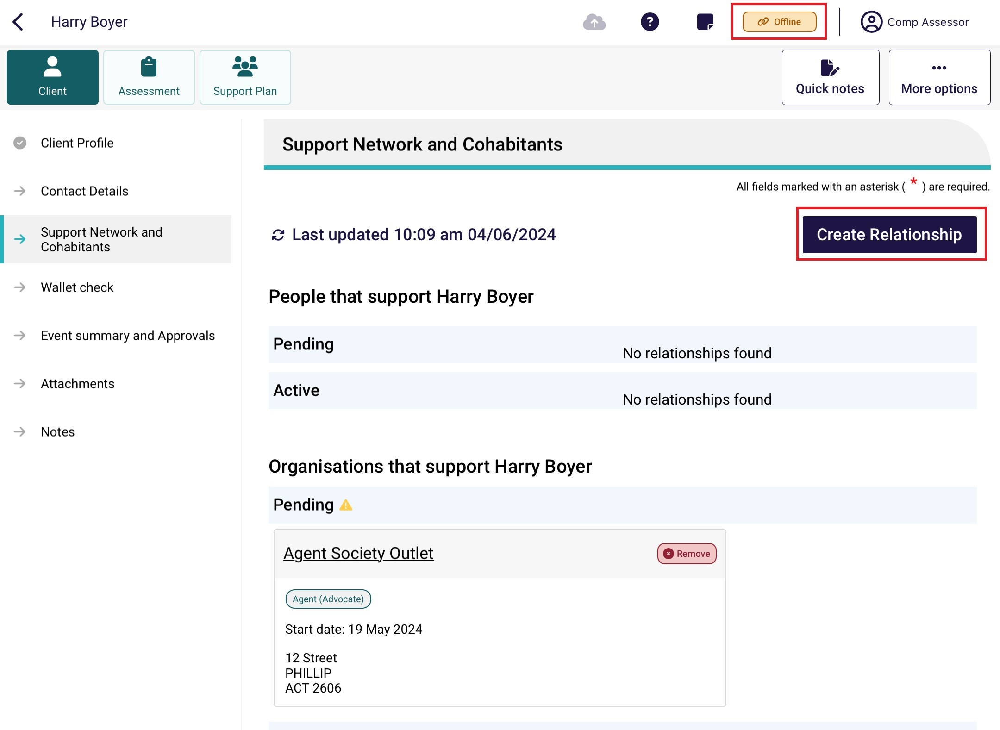 Harry Boyer
?
Offline
Comp Assessor
Client
Assessment
Support Plan
Quick notes
More options
Client Profile
Contact Details
Support Network and
Cohabitants
Wallet check
Event summary and Approvals
Attachments
Notes
Support Network and Cohabitants
All fields marked with an asterisk ( * ) are required.
Last updated 10:09 am 04/06/2024
Create Relationship
People that support Harry Boyer
Pending
No relationships found
Active
No relationships found
Organisations that support Harry Boyer
Pending
Agent Society Outlet
Remove
Agent (Advocate)
Start date: 19 May 2024
12 Street
PHILLIP
ACT 2606